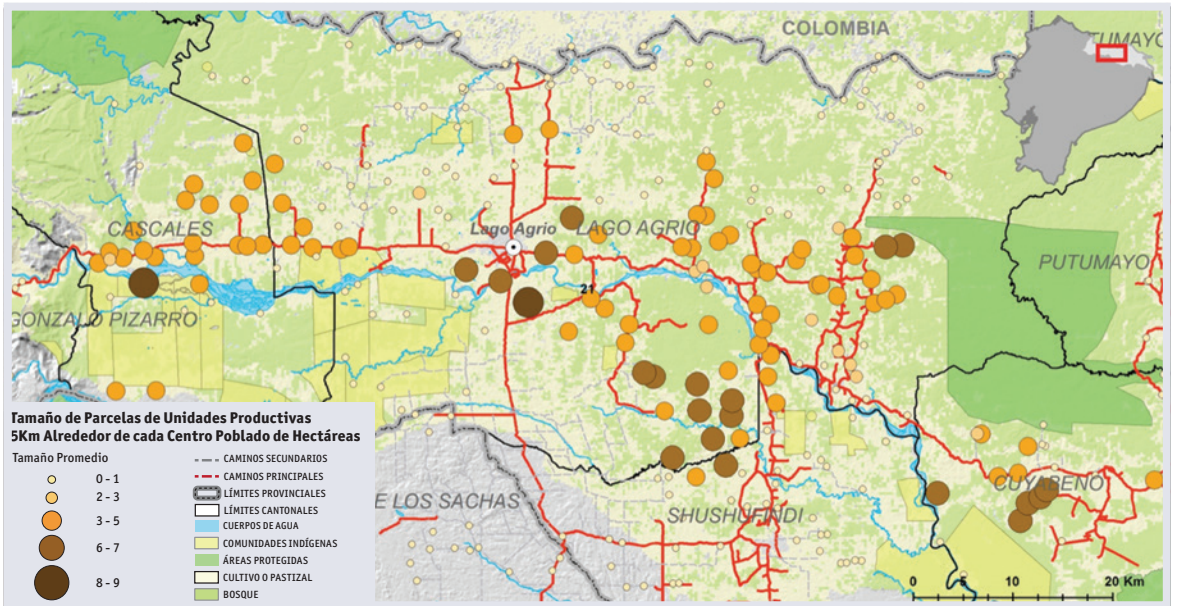 COLOMBIA
TUMAYO
CASCALES
Lago Agrio
LAGO AGRIO
PUTUMAYO
21
GONZALO PIZARRO
CUYABENO
E LOS SACHAS
SHUSHUFINDI
Tamaño de Parcelas de Unidades Productivas
5Km Alrededor de cada Centro Poblado de Hectáreas
Tamaño Promedio
0 - 1
2 - 3
3 - 5
6 - 7
8 - 9
CAMINOS SECUNDARIOS
CAMINOS PRINCIPALES
LÍMITES PROVINCIALES
LÍMITES CANTONALES
CUERPOS DE AGUA
COMUNIDADES INDÍGENAS
ÁREAS PROTEGIDAS
CULTIVO O PASTIZAL
BOSQUE
0 5 10 20 Km